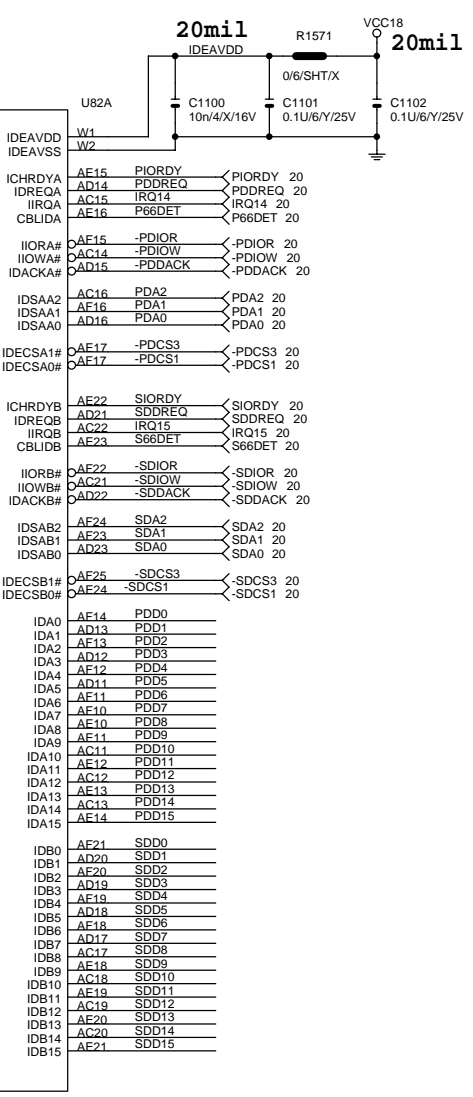 20mil
IDEAVDD
R1571
VCC18
20mil
0/6/SHT/X
U82A
C1100
10n/4/X/16V
C1101
0.1U/6/Y/25V
C1102
0.1U/6/Y/25V
IDEAVDD W1
IDEAVSS W2
ICHRDYA AE15 PIORDY PIORDY 20
IDREQA AD14 PDDREQ PDDREQ 20
IIRQA AC15 IRQ14 IRQ14 20
CBLIDA AE16 P66DET P66DET 20
IIORA# AF15 -PDIOR -PDIOR 20
IIOWA# AC14 -PDIOW -PDIOW 20
IDACKA# AD15 -PDDACK -PDDACK 20
IDSAA2 AC16 PDA2 PDA2 20
IDSAA1 AF16 PDA1 PDA1 20
IDSAA0 AD16 PDA0 PDA0 20
IDECSA1# AE17 -PDCS3 -PDCS3 20
IDECSA0# AF17 -PDCS1 -PDCS1 20
ICHRDYB AE22 SIORDY SIORDY 20
IDREQB AD21 SDDREQ SDDREQ 20
IIRQB AC22 IRQ15 IRQ15 20
CBLIDB AE23 S66DET S66DET 20
IIORB# AF22 -SDIOR -SDIOR 20
IIOWB# AC21 -SDIOW -SDIOW 20
IDACKB# AD22 -SDDACK -SDDACK 20
IDSAB2 AF24 SDA2 SDA2 20
IDSAB1 AF23 SDA1 SDA1 20
IDSAB0 AD23 SDA0 SDA0 20
IDECSB1# AF25 -SDCS3 -SDCS3 20
IDECSB0# AE24 -SDCS1 -SDCS1 20
IDA0 AF14 PDD0
IDA1 AD13 PDD1
IDA2 AF13 PDD2
IDA3 AD12 PDD3
IDA4 AF12 PDD4
IDA5 AD11 PDD5
IDA6 AF11 PDD6
IDA7 AF10 PDD7
IDA8 AE10 PDD8
IDA9 AE11 PDD9
IDA10 AC11 PDD10
IDA11 AE12 PDD11
IDA12 AC12 PDD12
IDA13 AE13 PDD13
IDA14 AC13 PDD14
IDA15 AE14 PDD15
IDB0 AF21 SDD0
IDB1 AD20 SDD1
IDB2 AF20 SDD2
IDB3 AD19 SDD3
IDB4 AF19 SDD4
IDB5 AD18 SDD5
IDB6 AF18 SDD6
IDB7 AD17 SDD7
IDB8 AC17 SDD8
IDB9 AE18 SDD9
IDB10 AC18 SDD10
IDB11 AE19 SDD11
IDB12 AC19 SDD12
IDB13 AE20 SDD13
IDB14 AC20 SDD14
IDB15 AE21 SDD15